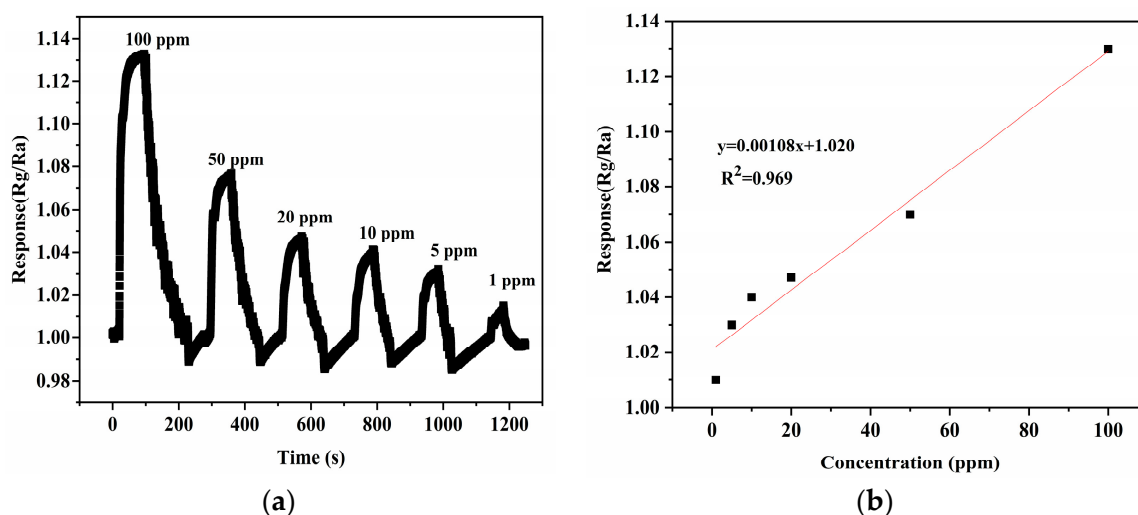 1.14
1.12
1.10
1.08
1.06
1.04
1.02
1.00
0.98
Response(Rg/Ra)
100 ppm
50 ppm
20 ppm
10 ppm
5 ppm
1 ppm
0 200 400 600 800 1000 1200
Time (s)
(a)
1.14
1.12
1.10
1.08
1.06
1.04
1.02
1.00
Response(Rg/Ra)
y=0.00108x+1.020
R²=0.969
0 20 40 60 80 100
Concentration (ppm)
(b)